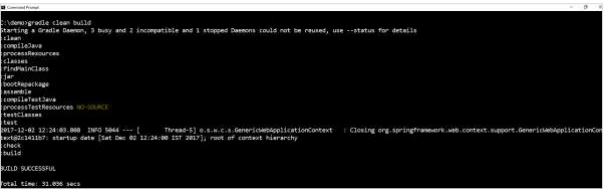 Command Prompt
C:\demo>gradle clean build
Starting a Gradle Daemon, 3 busy and 2 incompatible and 1 stopped Daemons could not be reused, use --status for details
:clean
:compileJava
:processResources
:classes
:findMainClass
:jar
:bootRepackage
:assemble
:compileTestJava
:processTestResources NO-SOURCE
:testClasses
:test
2017-12-02 12:24:03.808  INFO 5044 --- [       Thread-5] o.s.w.c.s.GenericWebApplicationContext   : Closing org.springframework.web.context.support.GenericWebApplicationCon
text@2c1411b7: startup date [Sat Dec 02 12:24:00 IST 2017]; root of context hierarchy
:check
:build
BUILD SUCCESSFUL
Total time: 31.036 secs